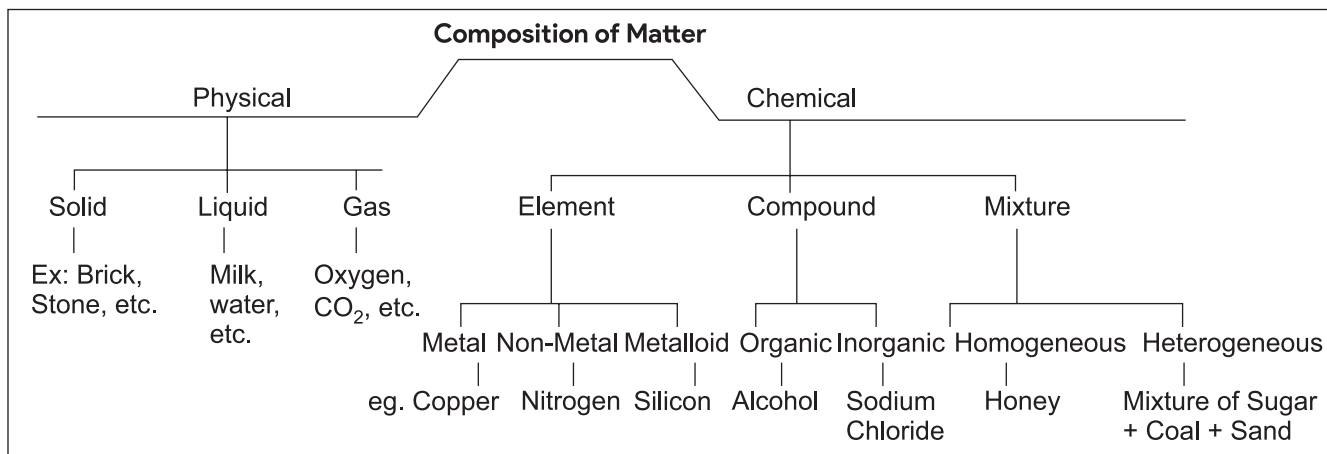 Composition of Matter
Physical
Chemical
Solid
Liquid
Gas
Element
Compound
Mixture
Ex: Brick,
Stone, etc.
Milk,
water,
etc.
Oxygen,
CO₂, etc.
Metal
Non-Metal
Metalloid
Organic
Inorganic
Homogeneous
Heterogeneous
eg. Copper
Nitrogen
Silicon
Alcohol
Sodium
Chloride
Honey
Mixture of Sugar
+ Coal + Sand